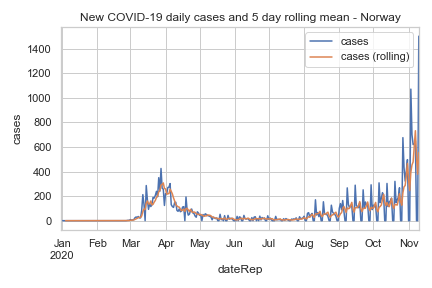 New COVID-19 daily cases and 5 day rolling mean - Norway
cases
cases (rolling)
1400
1200
1000
800
600
400
200
0
cases
Jan Feb Mar Apr May Jun Jul Aug Sep Oct Nov
2020
dateRep